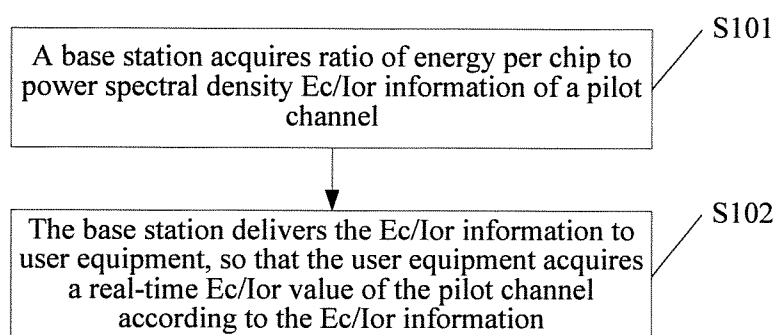 S101
A base station acquires ratio of energy per chip to
power spectral density Ec/Ior information of a pilot
channel
S102
The base station delivers the Ec/Ior information to
user equipment, so that the user equipment acquires
a real-time Ec/Ior value of the pilot channel
according to the Ec/Ior information